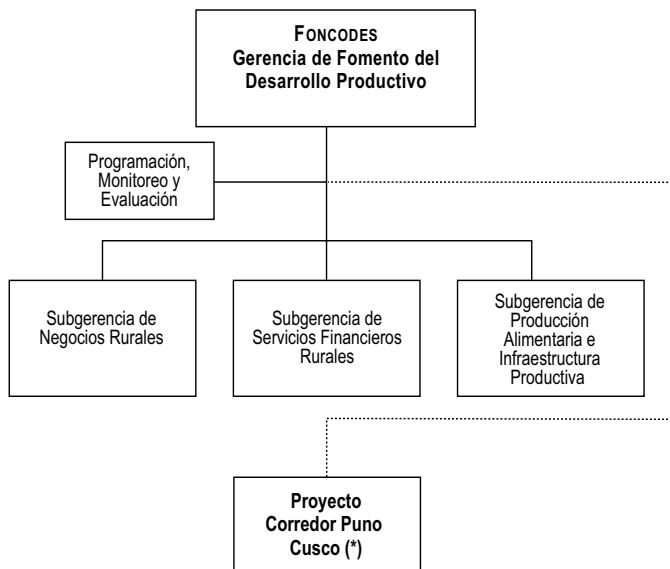 FONCODES
Gerencia de Fomento del
Desarrollo Productivo
Programación,
Monitoreo y
Evaluación
Subgerencia de
Negocios Rurales
Subgerencia de
Servicios Financieros
Rurales
Subgerencia de
Producción
Alimentaria e
Infraestructura
Productiva
Proyecto
Corredor Puno
Cusco (*)